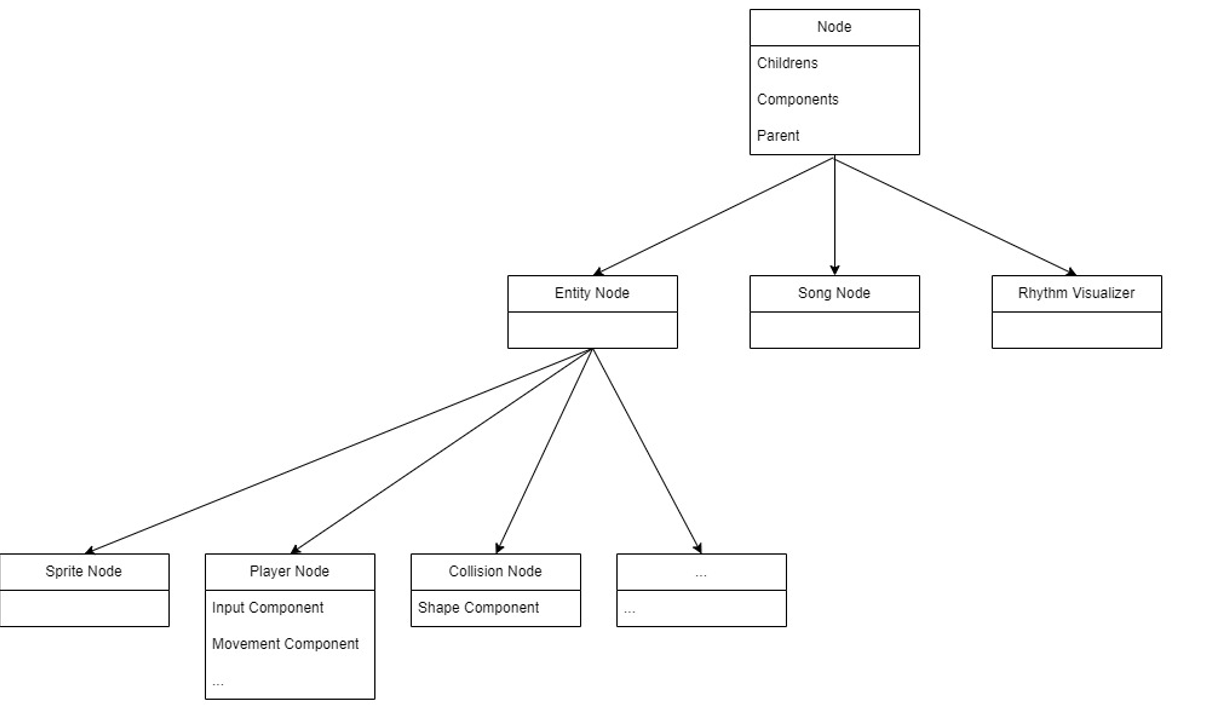 Node
Childrens
Components
Parent
Entity Node
Song Node
Rhythm Visualizer
Sprite Node
Player Node
Input Component
Movement Component
...
Collision Node
Shape Component
...
...